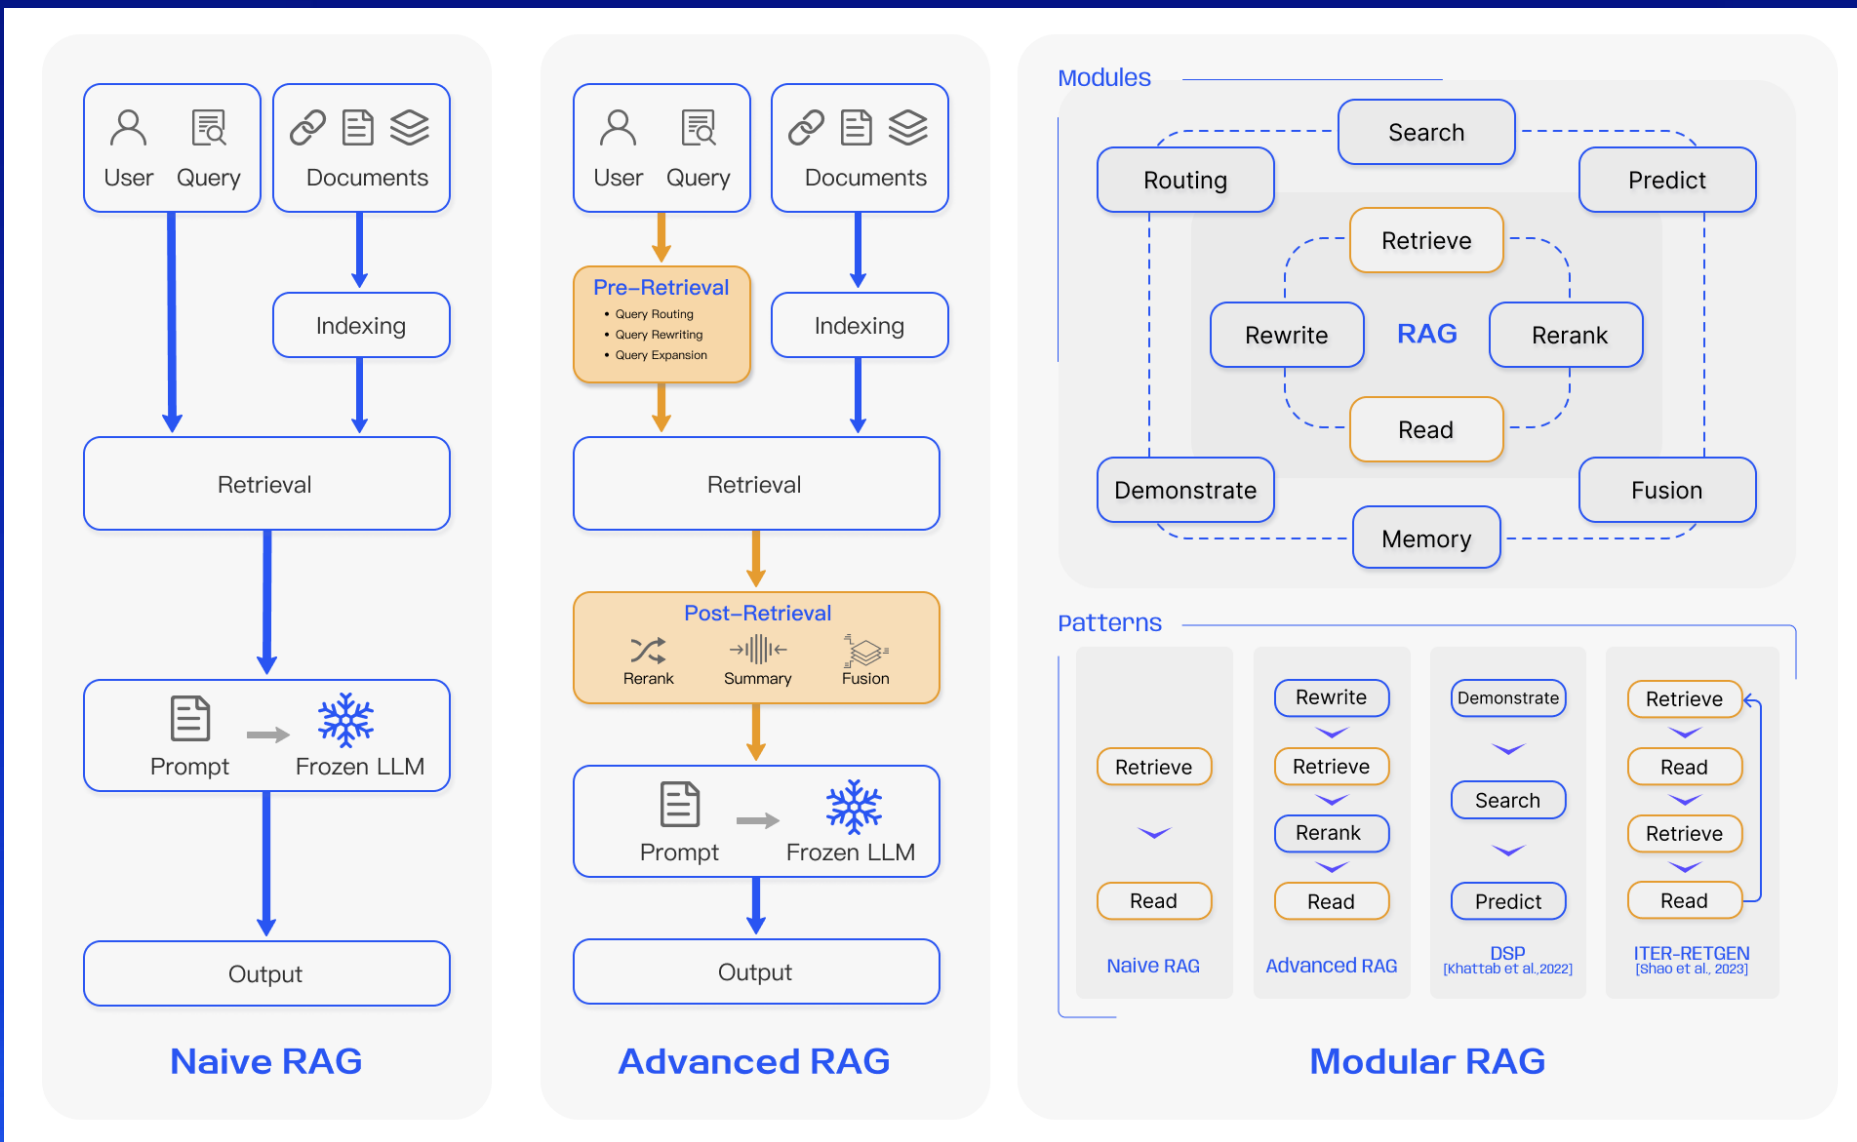 User Query
Documents
Indexing
Retrieval
Prompt
Frozen LLM
Output
Naive RAG
User Query
Documents
Pre-Retrieval
• Query Routing
• Query Rewriting
• Query Expansion
Indexing
Retrieval
Post-Retrieval
Rerank
Summary
Fusion
Prompt
Frozen LLM
Output
Advanced RAG
Modules
Search
Routing
Predict
Retrieve
Rewrite
RAG
Rerank
Read
Demonstrate
Fusion
Memory
Patterns
Retrieve
Read
Naive RAG
Rewrite
Retrieve
Rerank
Read
Advanced RAG
Demonstrate
Search
Predict
DSP
[Khattab et al.,2022]
Retrieve
Read
Retrieve
Read
ITER-RETGEN
[Shao et al., 2023]
Modular RAG